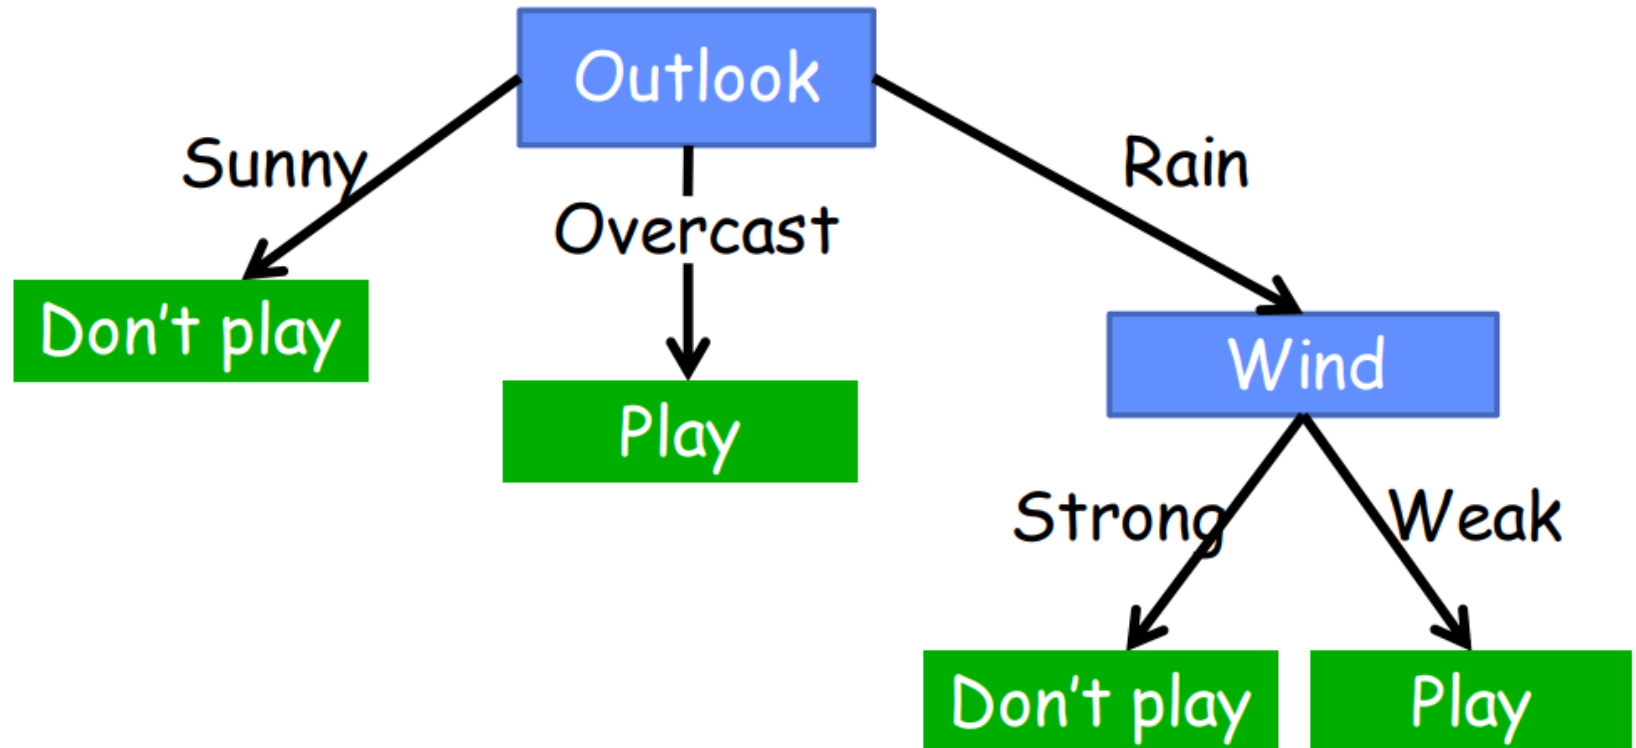 Outlook
Sunny
Rain
Overcast
Don't play
Wind
Play
Strong
Weak
Don't play
Play